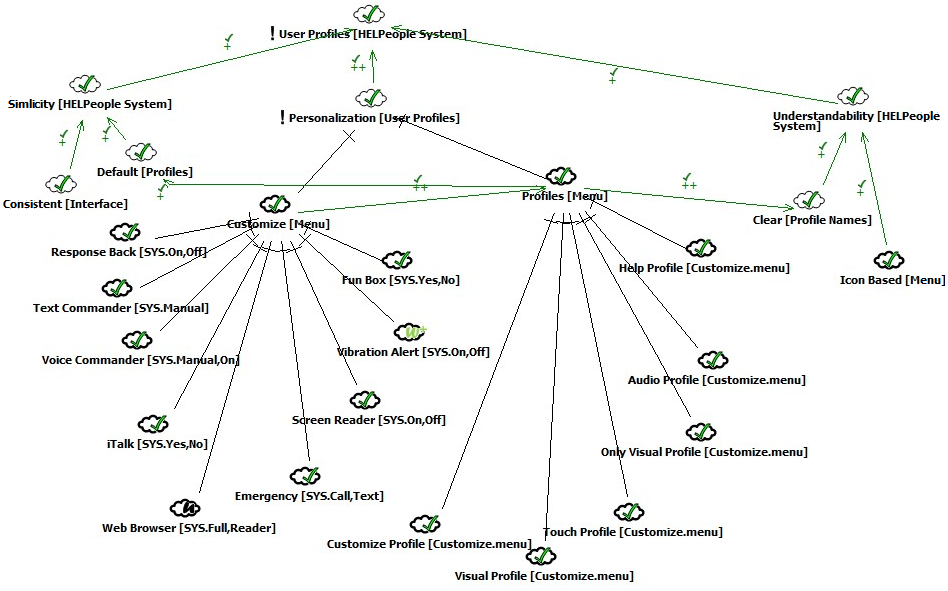 ! User Profiles [HELPeople System]
+
++
+
Simlicity [HELPeople System]
! Personalization [User Profiles]
Understandability [HELPeople
System]
+
+
Default [Profiles]
+
++
++
+
+
Consistent [Interface]
Profiles [Menu]
Customize [Menu]
Clear [Profile Names]
Response Back [SYS.On,Off]
Help Profile [Customize.menu]
Fun Box [SYS.Yes,No]
Icon Based [Menu]
Text Commander [SYS.Manual]
Vibration Alert [SYS.On,Off]
Voice Commander [SYS.Manual,On]
Audio Profile [Customize.menu]
Screen Reader [SYS.On,Off]
iTalk [SYS.Yes,No]
Only Visual Profile [Customize.menu]
Emergency [SYS.Call,Text]
Web Browser [SYS.Full,Reader]
Touch Profile [Customize.menu]
Customize Profile [Customize.menu]
Visual Profile [Customize.menu]